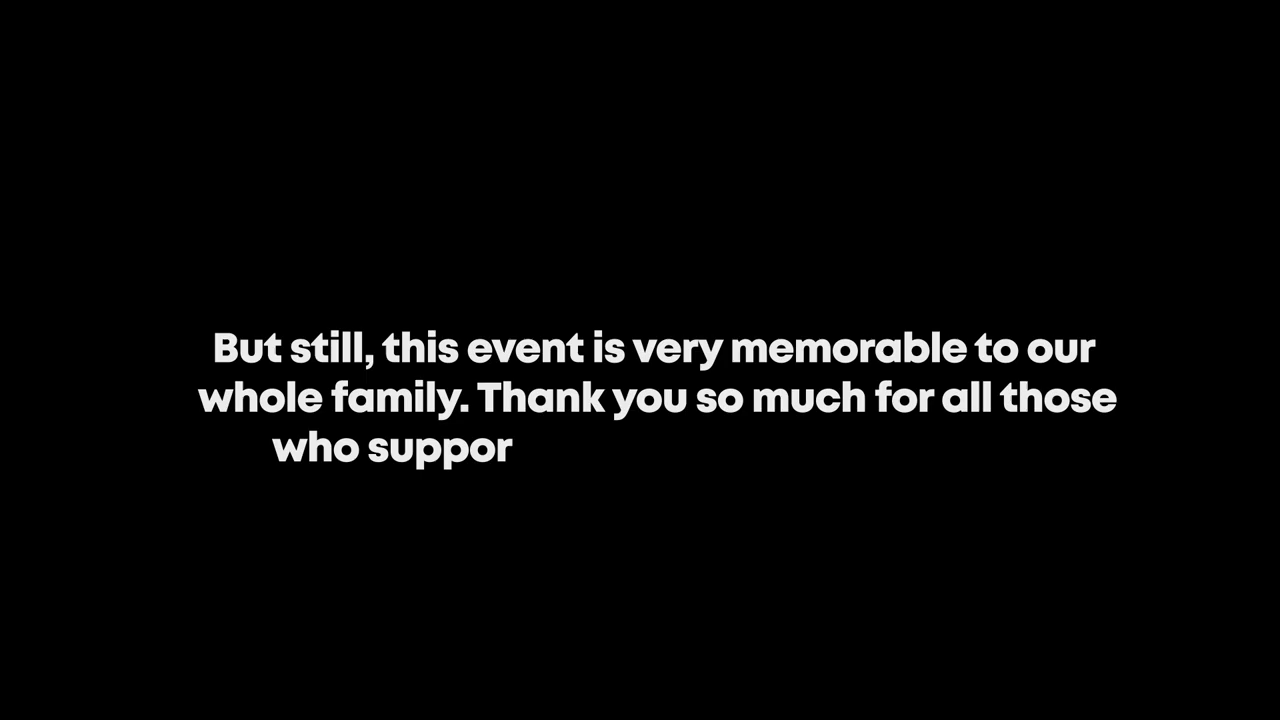 But still, this event is very memorable to our
whole family. Thank you so much for all those
who suppor